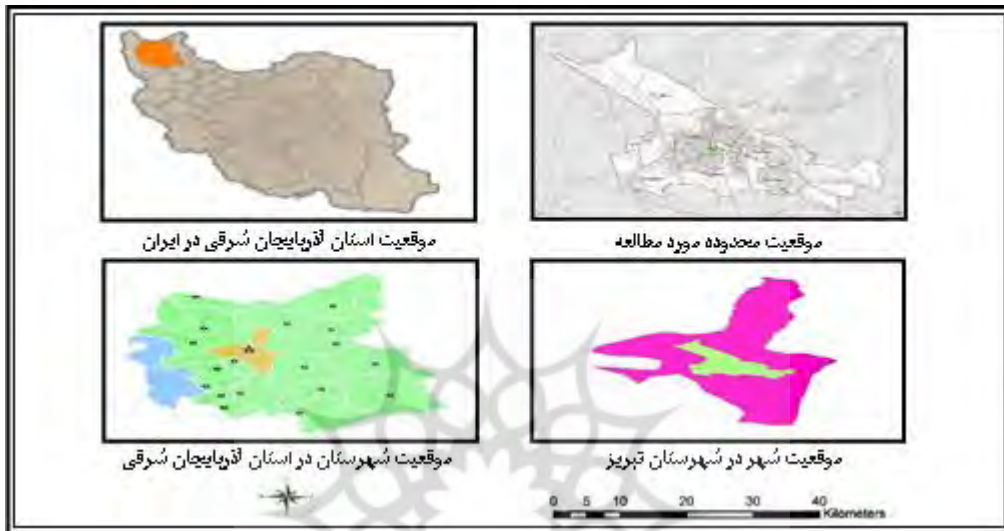 موقعیت استان آذربایجان شرقی در ایران
موقعیت محدوده مورد مطالعه
موقعیت شهرستان در استان آذربایجان شرقی
موقعیت شهر در شهرستان تبریز
0 5 10 20 30 40
Kilometers